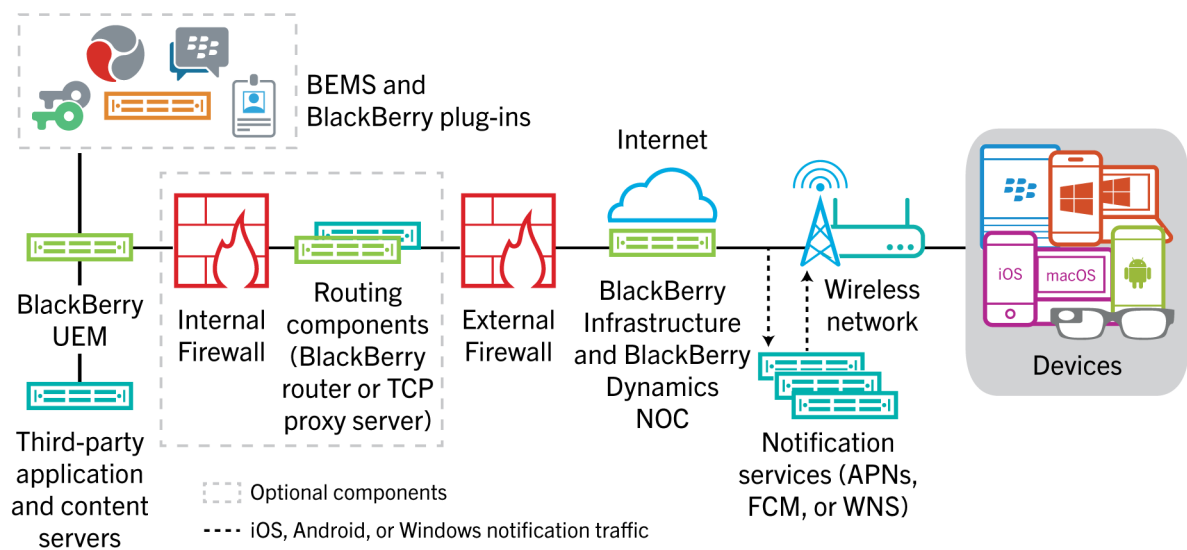 BEMS and
BlackBerry plug-ins
Internet
BlackBerry
UEM
Internal
Firewall
Routing
components
(BlackBerry
router or TCP
proxy server)
External
Firewall
BlackBerry
Infrastructure
and BlackBerry
Dynamics
NOC
Wireless
network
iOS
macOS
Devices
Third-party
application
and content
servers
Notification
services (APNs,
FCM, or WNS)
Optional components
iOS, Android, or Windows notification traffic